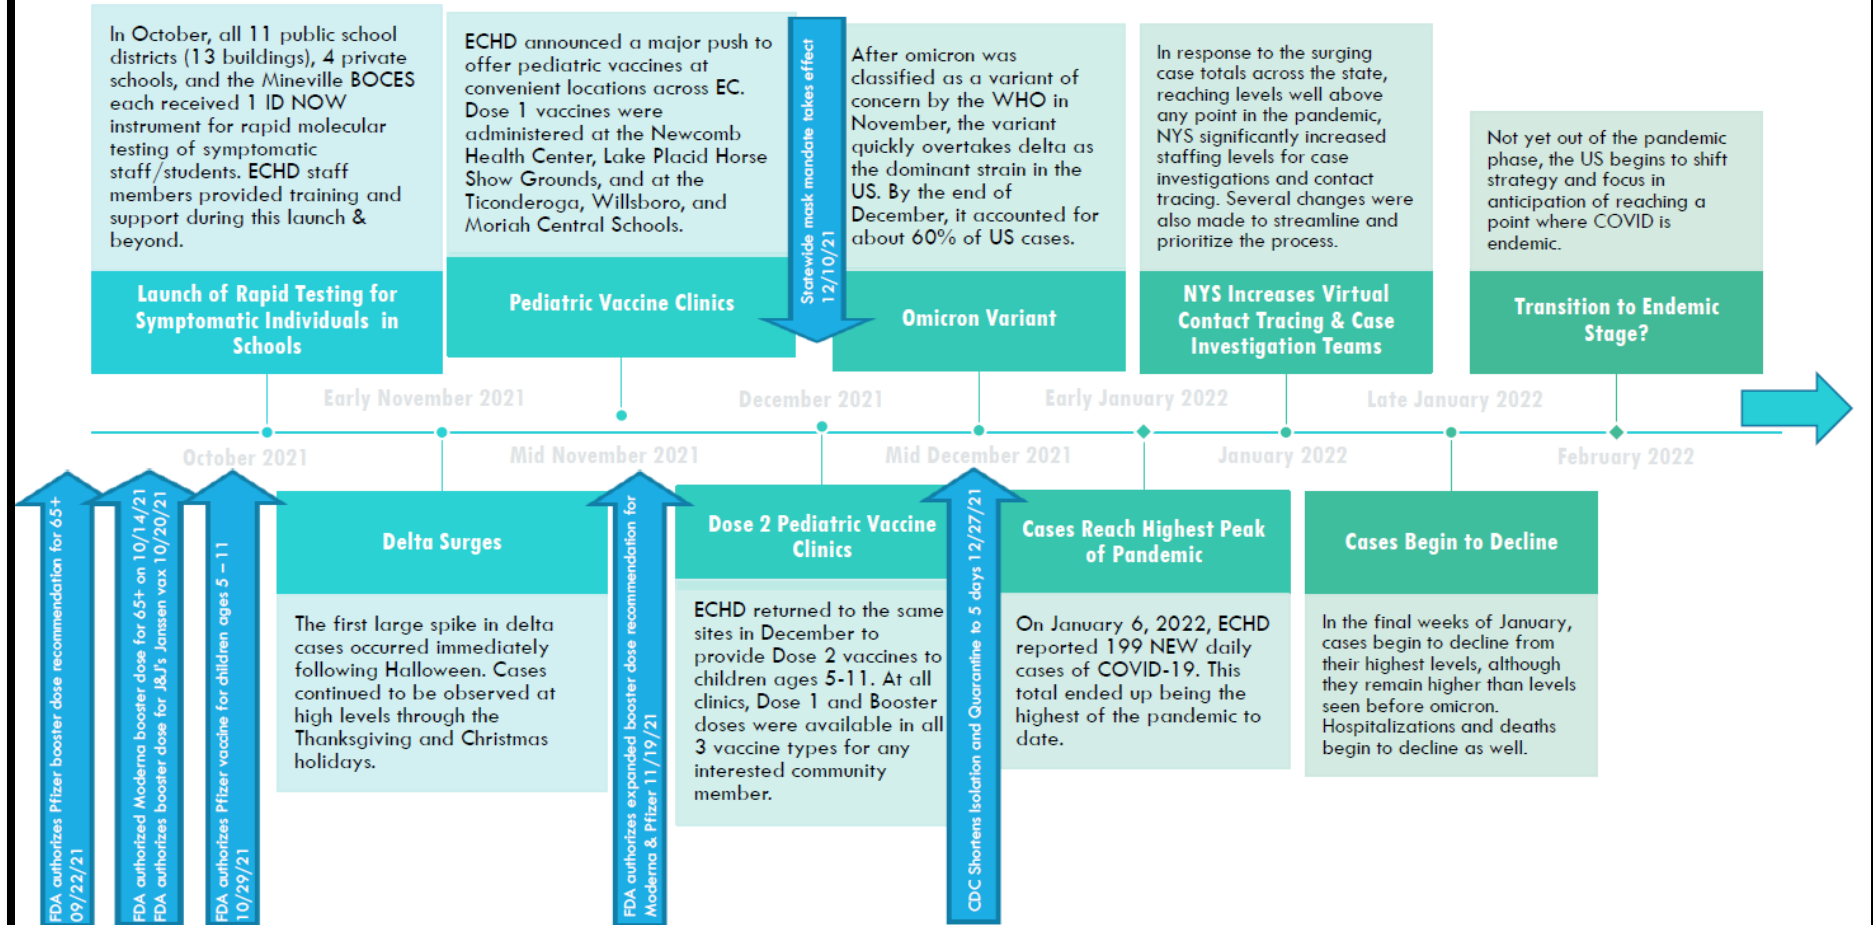 In October, all 11 public school
districts (13 buildings), 4 private
schools, and the Mineville BOCES
each received 1 ID NOW
instrument for rapid molecular
testing of symptomatic
staff/students. ECHD staff
members provided training and
support during this launch &
beyond.
Launch of Rapid Testing for
Symptomatic Individuals in
Schools
ECHD announced a major push to
offer pediatric vaccines at
convenient locations across EC.
Dose 1 vaccines were
administered at the Newcomb
Health Center, Lake Placid Horse
Show Grounds, and at the
Ticonderoga, Willsboro, and
Moriah Central Schools.
Pediatric Vaccine Clinics
Statewide mask mandate takes effect
12/10/21
After omicron was
classified as a variant of
concern by the WHO in
November, the variant
quickly overtakes delta as
the dominant strain in the
US. By the end of
December, it accounted for
about 60% of US cases.
Omicron Variant
In response to the surging
case totals across the state,
reaching levels well above
any point in the pandemic,
NYS significantly increased
staffing levels for case
investigations and contact
tracing. Several changes were
also made to streamline and
prioritize the process.
NYS Increases Virtual
Contact Tracing & Case
Investigation Teams
Not yet out of the pandemic
phase, the US begins to shift
strategy and focus in
anticipation of reaching a
point where COVID is
endemic.
Transition to Endemic
Stage?
Early November 2021
December 2021
Early January 2022
Late January 2022
October 2021
Mid November 2021
Mid December 2021
January 2022
February 2022
FDA authorizes Pfizer booster dose recommendation for 65+
09/22/21
FDA authorized Moderna booster dose for 65+ on 10/14/21
FDA authorizes booster dose for J&J's Janssen vax 10/20/21
FDA authorizes Pfizer vaccine for children ages 5 – 11
10/29/21
Delta Surges
The first large spike in delta
cases occurred immediately
following Halloween. Cases
continued to be observed at
high levels through the
Thanksgiving and Christmas
holidays.
FDA authorizes expanded booster dose recommendation for
Moderna & Pfizer 11/19/21
Dose 2 Pediatric Vaccine
Clinics
ECHD returned to the same
sites in December to
provide Dose 2 vaccines to
children ages 5-11. At all
clinics, Dose 1 and Booster
doses were available in all
3 vaccine types for any
interested community
member.
CDC Shortens Isolation and Quarantine to 5 days 12/27/21
Cases Reach Highest Peak
of Pandemic
On January 6, 2022, ECHD
reported 199 NEW daily
cases of COVID-19. This
total ended up being the
highest of the pandemic to
date.
Cases Begin to Decline
In the final weeks of January,
cases begin to decline from
their highest levels, although
they remain higher than levels
seen before omicron.
Hospitalizations and deaths
begin to decline as well.